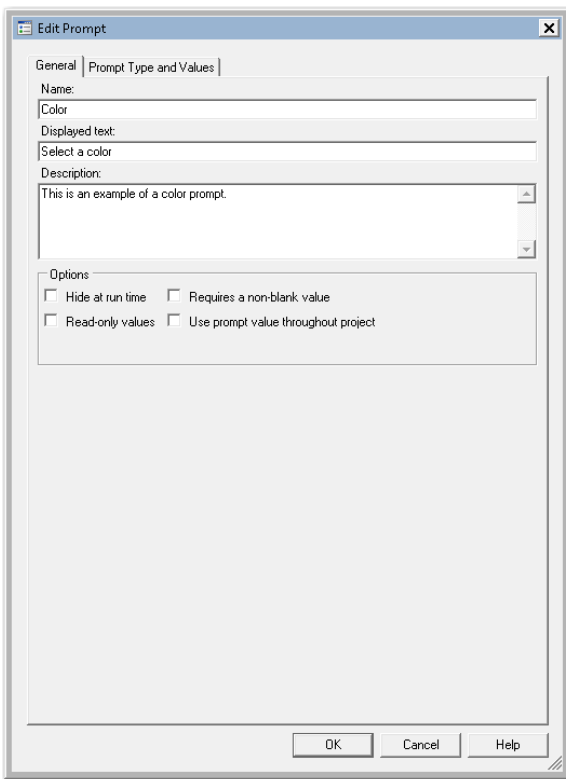 Edit Prompt
General Prompt Type and Values
Name:
Color
Displayed text:
Select a color
Description:
This is an example of a color prompt.
Options
Hide at run time Requires a non-blank value
Read-only values Use prompt value throughout project
OK Cancel Help